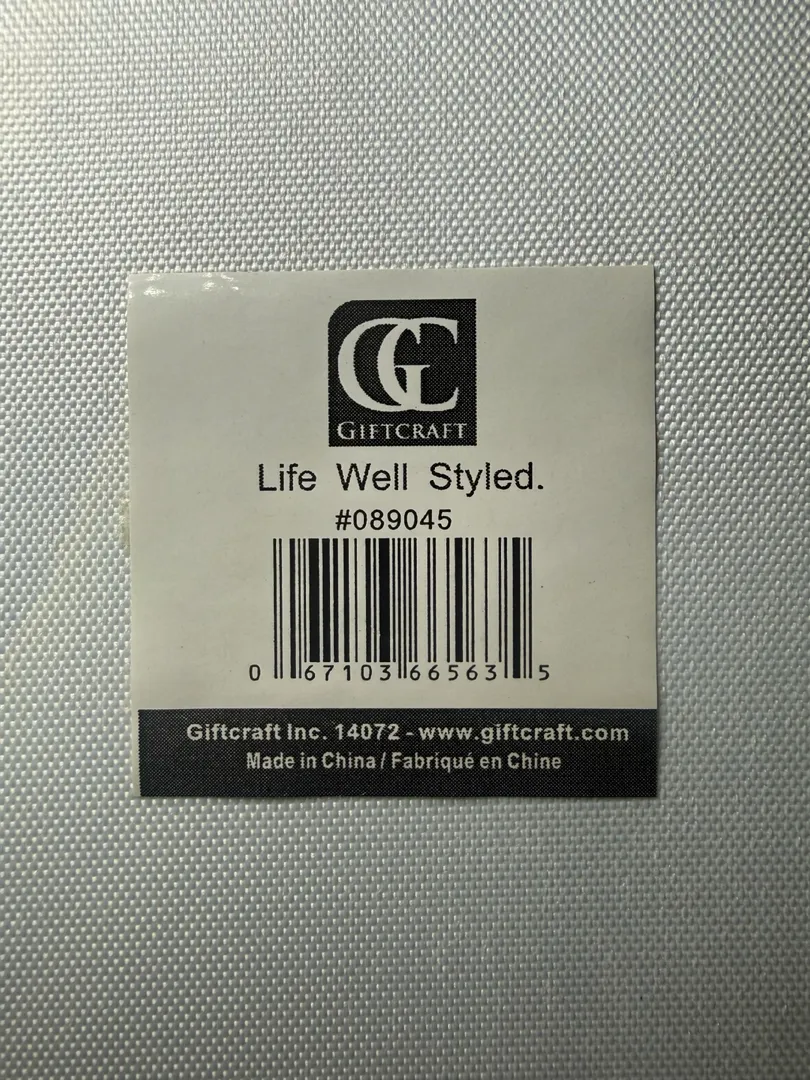 GC
GIFTCRAFT
Life Well Styled.
#089045
0 67103 66563 5
Giftcraft Inc. 14072 - www.giftcraft.com
Made in China / Fabriqué en Chine